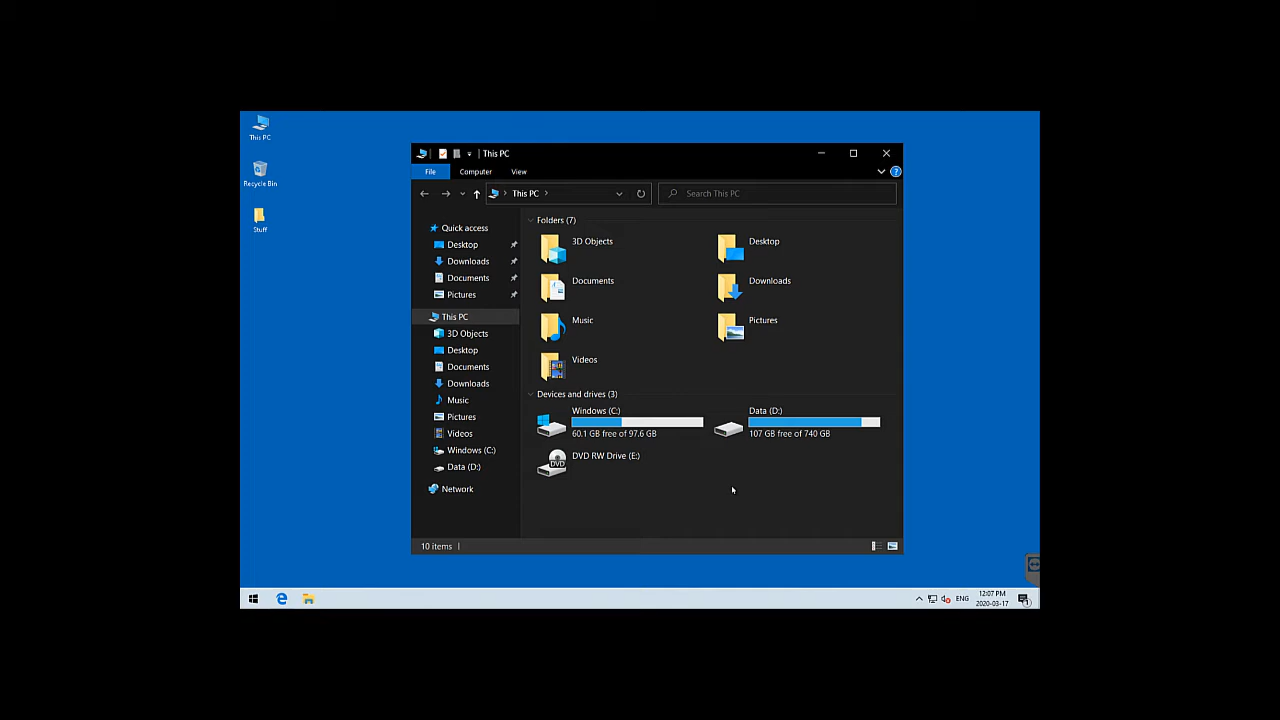 This PC
Recycle Bin
Stuff
This PC
File
Computer
View
This PC
Search This PC
Quick access
Desktop
Downloads
Documents
Pictures
This PC
3D Objects
Desktop
Documents
Downloads
Music
Pictures
Videos
Windows (C:)
Data (D:)
Network
Folders (7)
3D Objects
Desktop
Documents
Downloads
Music
Pictures
Videos
Devices and drives (3)
Windows (C:)
60.1 GB free of 97.6 GB
Data (D:)
107 GB free of 740 GB
DVD RW Drive (E:)
DVD
10 items
ENG
12:07 PM
2020-03-17
1